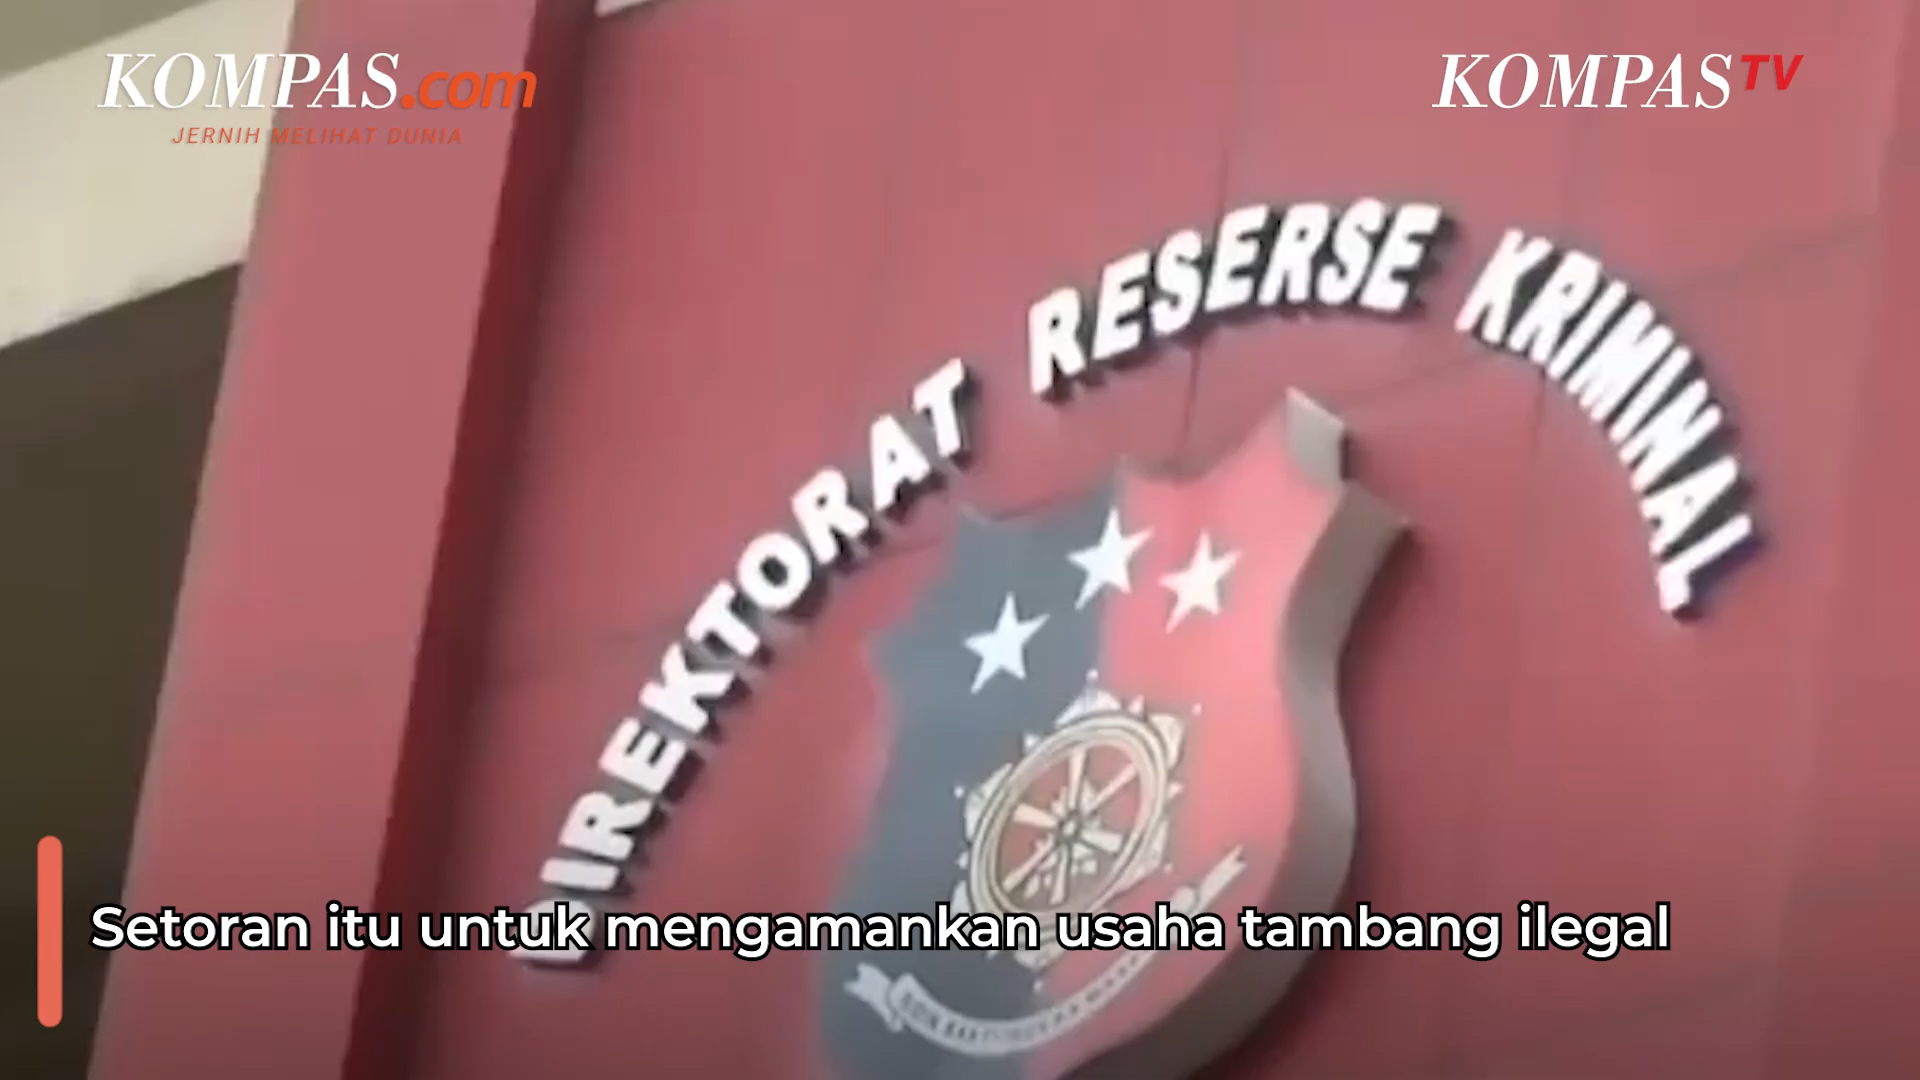 KOMPAS.com
JERNIH MELIHAT DUNIA
KOMPASTV
DIREKTORAT RESERSE KRIMINAL
Setoran itu untuk mengamankan usaha tambang ilegal